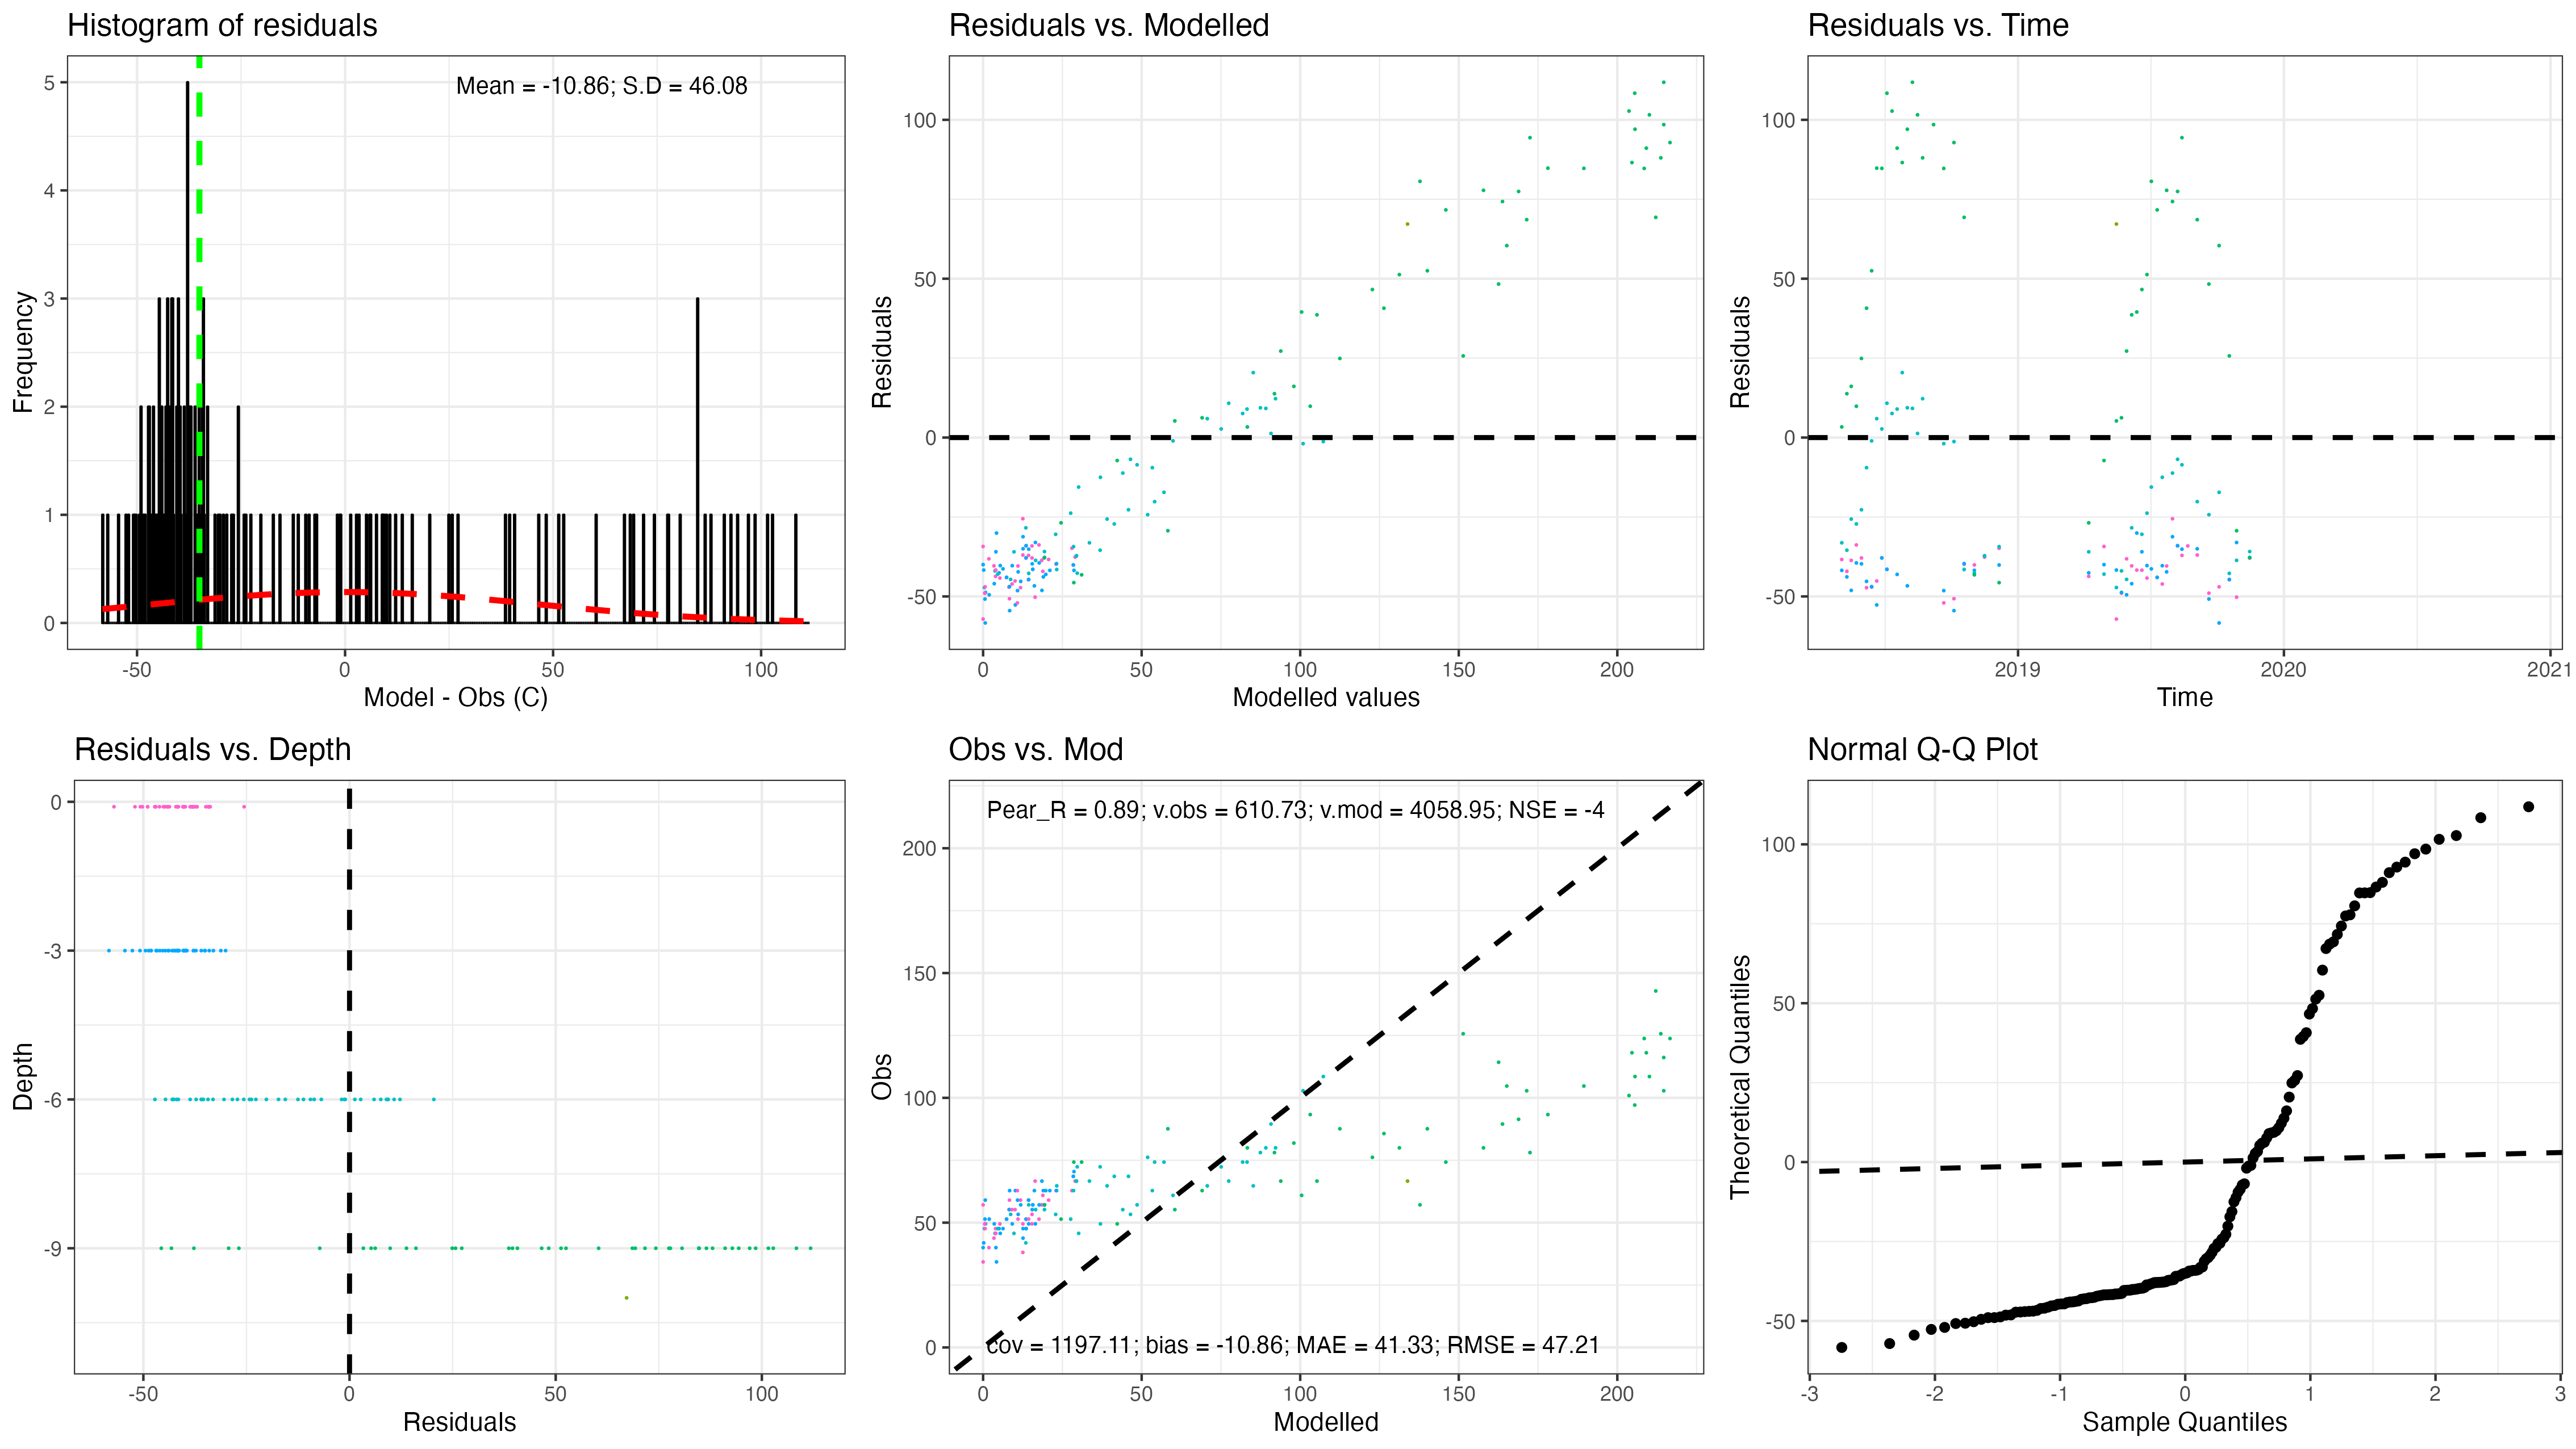 Histogram of residuals
Mean = -10.86; S.D = 46.08
5
4
3
2
1
0
Frequency
-50 0 50 100
Model - Obs (C)
Residuals vs. Modelled
100
50
0
-50
Residuals
0 50 100 150 200
Modelled values
Residuals vs. Time
100
50
0
-50
Residuals
2019 2020 2021
Time
Residuals vs. Depth
0
-3
-6
-9
Depth
-50 0 50 100
Residuals
Obs vs. Mod
Pear_R = 0.89; v.obs = 610.73; v.mod = 4058.95; NSE = -4
200
150
100
50
0
Obs
cov = 1197.11; bias = -10.86; MAE = 41.33; RMSE = 47.21
0 50 100 150 200
Modelled
Normal Q-Q Plot
100
50
0
-50
Theoretical Quantiles
-3 -2 -1 0 1 2 3
Sample Quantiles